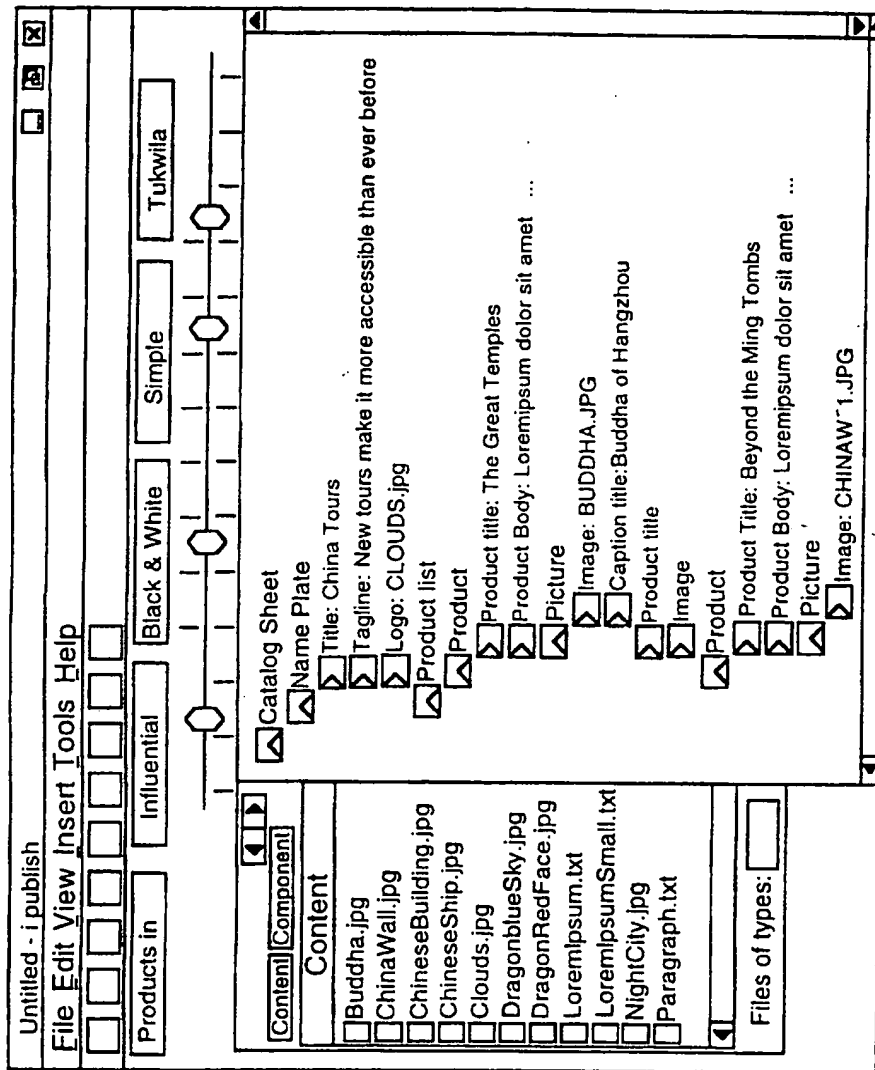 Untitled - i publish
File Edit View Insert Tools Help
Products in
Influential
Black & White
Simple
Tukwila
Content
Component
Content
Buddha.jpg
ChinaWall.jpg
ChineseBuilding.jpg
ChineseShip.jpg
Clouds.jpg
DragonblueSky.jpg
DragonRedFace.jpg
LoremIpsum.txt
LoremIpsumSmall.txt
NightCity.jpg
Paragraph.txt
Files of types:
Catalog Sheet
Name Plate
Title: China Tours
Tagline: New tours make it more accessible than ever before
Logo: CLOUDS.jpg
Product list
Product
Product title: The Great Temples
Product Body: Loremipsum dolor sit amet ...
Picture
Image: BUDDHA.JPG
Caption title:Buddha of Hangzhou
Product title
Image
Product
Product Title: Beyond the Ming Tombs
Product Body: Loremipsum dolor sit amet ...
Picture
Image: CHINAW~1.JPG